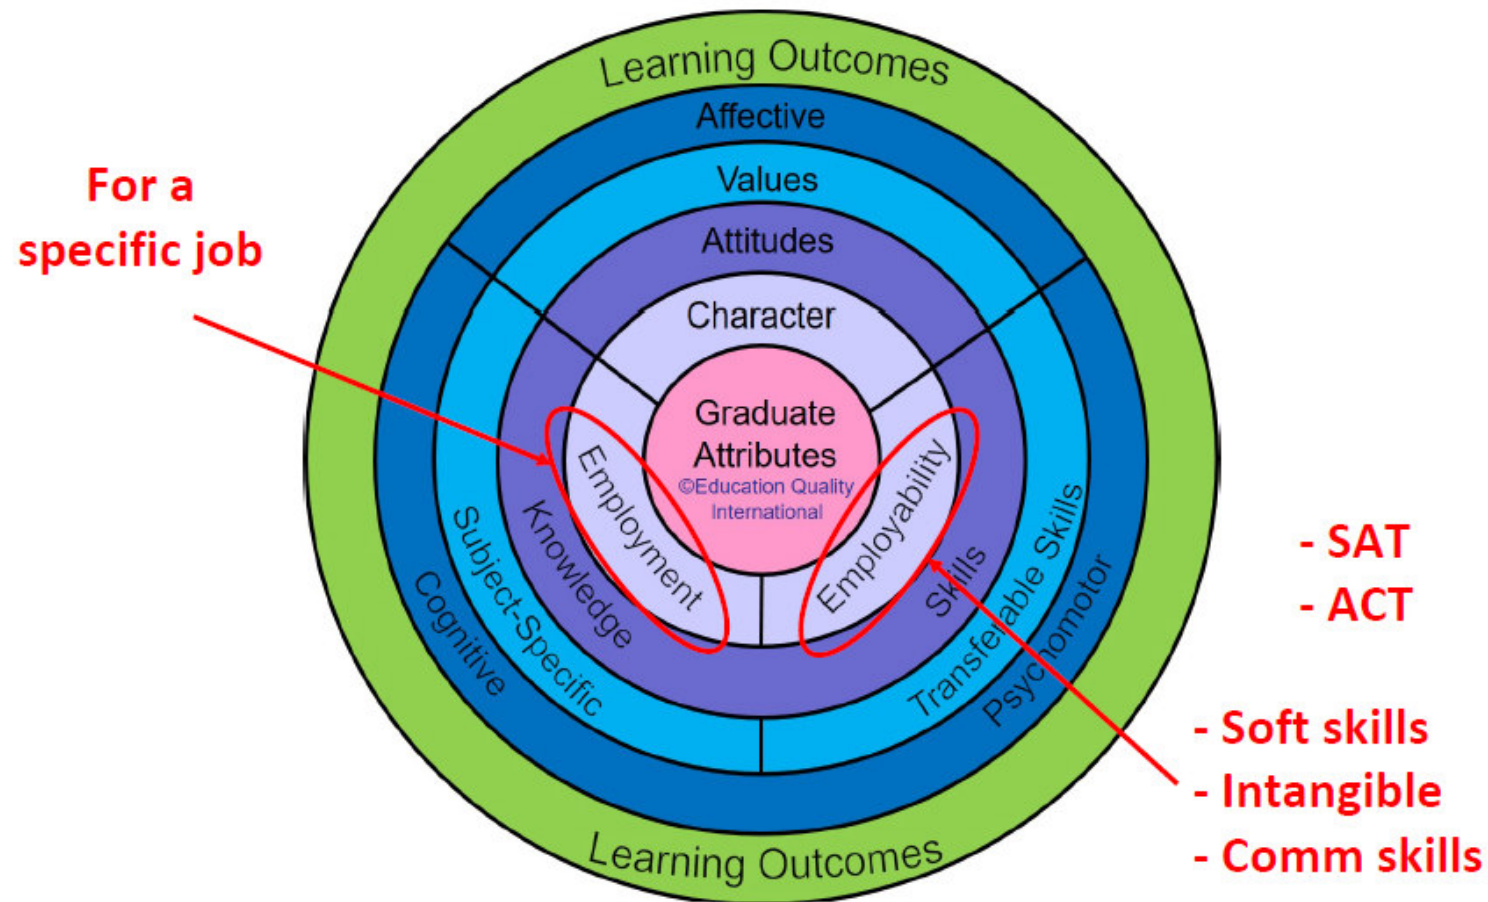 Learning Outcomes
Affective
Values
Attitudes
Character
Graduate
Attributes
©Education Quality
International
Employment
Employability
Knowledge
Skills
Subject-Specific
Transferable Skills
Cognitive
Psychomotor
Learning Outcomes
For a
specific job
- SAT
- ACT
- Soft skills
- Intangible
- Comm skills